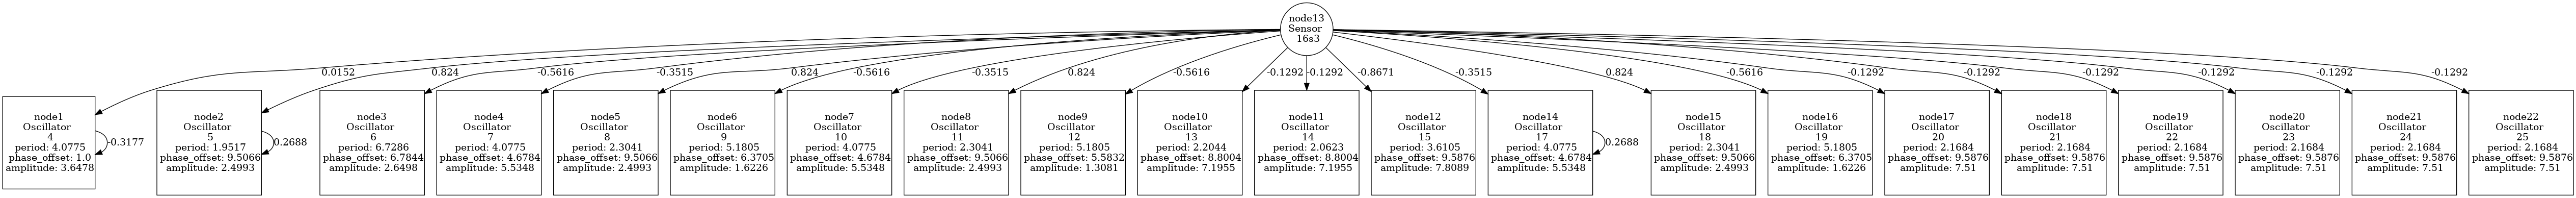 node13
Sensor
16s3
0.0152
0.824
-0.5616
-0.3515
0.824
-0.5616
-0.3515
0.824
-0.5616
-0.1292
-0.1292
-0.8671
-0.3515
0.824
-0.5616
-0.1292
-0.1292
-0.1292
-0.1292
-0.1292
-0.1292
node1
Oscillator
4
period: 4.0775
phase_offset: 1.0
amplitude: 3.6478
-0.3177
node2
Oscillator
5
period: 1.9517
phase_offset: 9.5066
amplitude: 2.4993
0.2688
node3
Oscillator
6
period: 6.7286
phase_offset: 6.7844
amplitude: 2.6498
node4
Oscillator
7
period: 4.0775
phase_offset: 4.6784
amplitude: 5.5348
node5
Oscillator
8
period: 2.3041
phase_offset: 9.5066
amplitude: 2.4993
node6
Oscillator
9
period: 5.1805
phase_offset: 6.3705
amplitude: 1.6226
node7
Oscillator
10
period: 4.0775
phase_offset: 4.6784
amplitude: 5.5348
node8
Oscillator
11
period: 2.3041
phase_offset: 9.5066
amplitude: 2.4993
node9
Oscillator
12
period: 5.1805
phase_offset: 5.5832
amplitude: 1.3081
node10
Oscillator
13
period: 2.2044
phase_offset: 8.8004
amplitude: 7.1955
node11
Oscillator
14
period: 2.0623
phase_offset: 8.8004
amplitude: 7.1955
node12
Oscillator
15
period: 3.6105
phase_offset: 9.5876
amplitude: 7.8089
node14
Oscillator
17
period: 4.0775
phase_offset: 4.6784
amplitude: 5.5348
0.2688
node15
Oscillator
18
period: 2.3041
phase_offset: 9.5066
amplitude: 2.4993
node16
Oscillator
19
period: 5.1805
phase_offset: 6.3705
amplitude: 1.6226
node17
Oscillator
20
period: 2.1684
phase_offset: 9.5876
amplitude: 7.51
node18
Oscillator
21
period: 2.1684
phase_offset: 9.5876
amplitude: 7.51
node19
Oscillator
22
period: 2.1684
phase_offset: 9.5876
amplitude: 7.51
node20
Oscillator
23
period: 2.1684
phase_offset: 9.5876
amplitude: 7.51
node21
Oscillator
24
period: 2.1684
phase_offset: 9.5876
amplitude: 7.51
node22
Oscillator
25
period: 2.1684
phase_offset: 9.5876
amplitude: 7.51